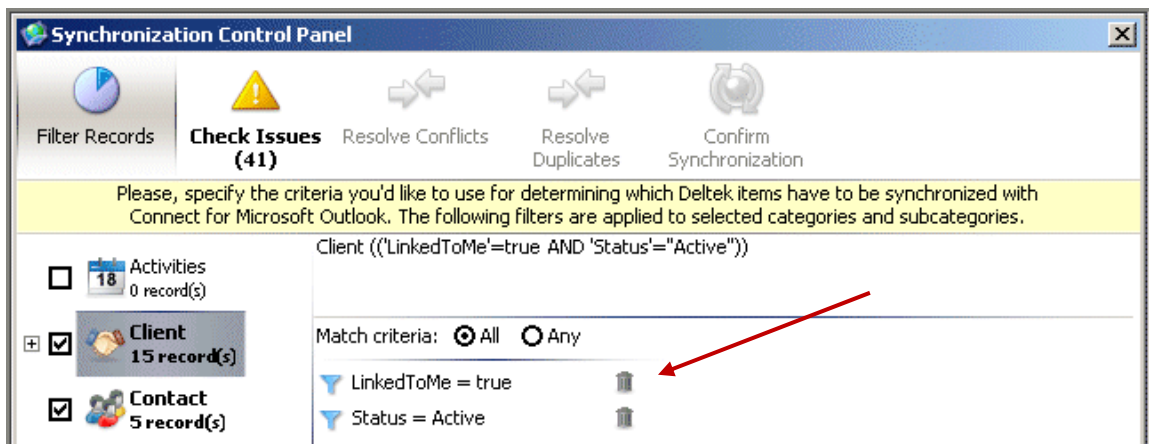 Synchronization Control Panel
Filter Records
Check Issues
(41)
Resolve Conflicts
Resolve
Duplicates
Confirm
Synchronization
Please, specify the criteria you'd like to use for determining which Deltek items have to be synchronized with
Connect for Microsoft Outlook. The following filters are applied to selected categories and subcategories.
Client (('LinkedToMe'=true AND 'Status'="Active"))
18
Activities
0 record(s)
Client
15 record(s)
Contact
5 record(s)
Match criteria: All Any
LinkedToMe = true
Status = Active